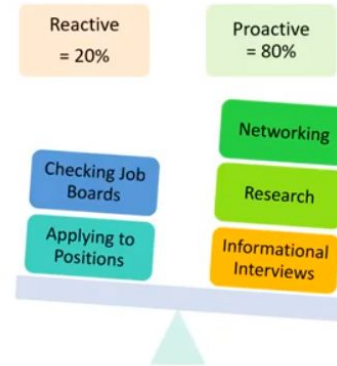 Reactive
= 20%
Proactive
= 80%
Networking
Checking Job
Boards
Research
Applying to
Positions
Informational
Interviews